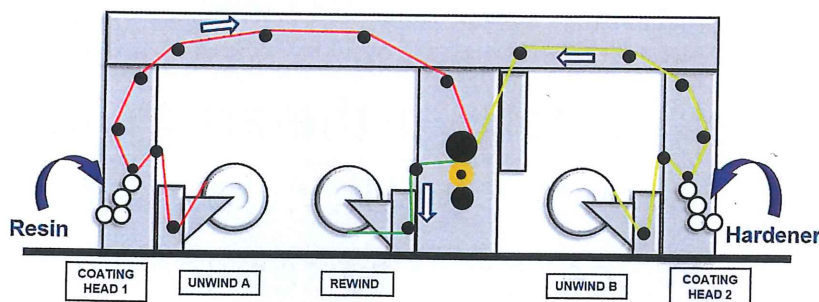 Resin
Hardener
COATING
HEAD 1
UNWIND A
REWIND
UNWIND B
COATING
HEAD 2